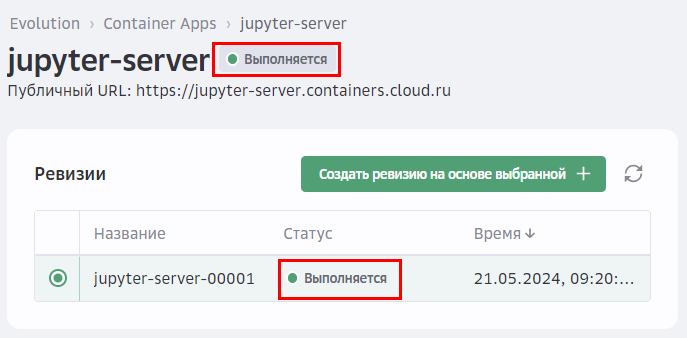 Evolution › Container Apps › jupyter-server
jupyter-server Выполняется
Публичный URL: https://jupyter-server.containers.cloud.ru
Ревизии Создать ревизию на основе выбранной +
Название Статус Время ↓
jupyter-server-00001 Выполняется 21.05.2024, 09:20:...